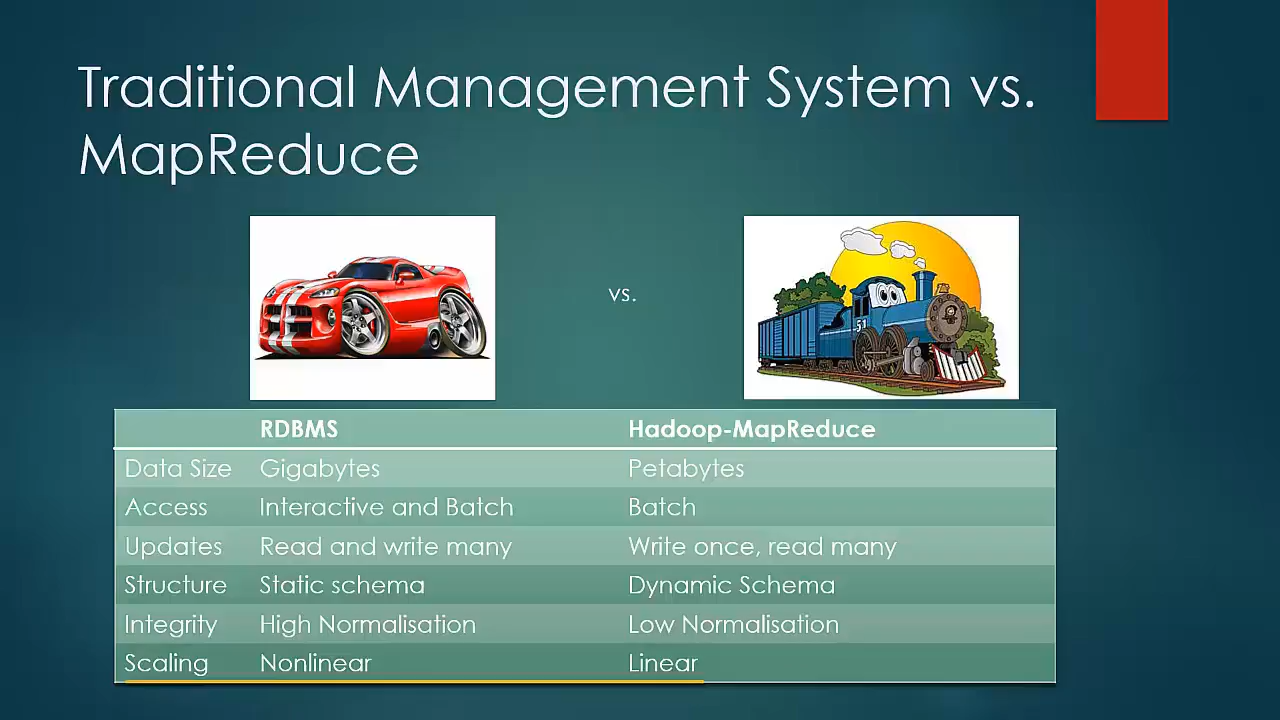 Traditional Management System vs.
MapReduce
vs.
51
RDBMS Hadoop-MapReduce
Data Size Gigabytes Petabytes
Access Interactive and Batch Batch
Updates Read and write many Write once, read many
Structure Static schema Dynamic Schema
Integrity High Normalisation Low Normalisation
Scaling Nonlinear Linear